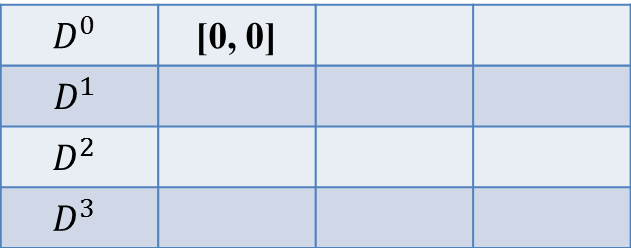 D⁰ [0, 0]
D¹
D²
D³